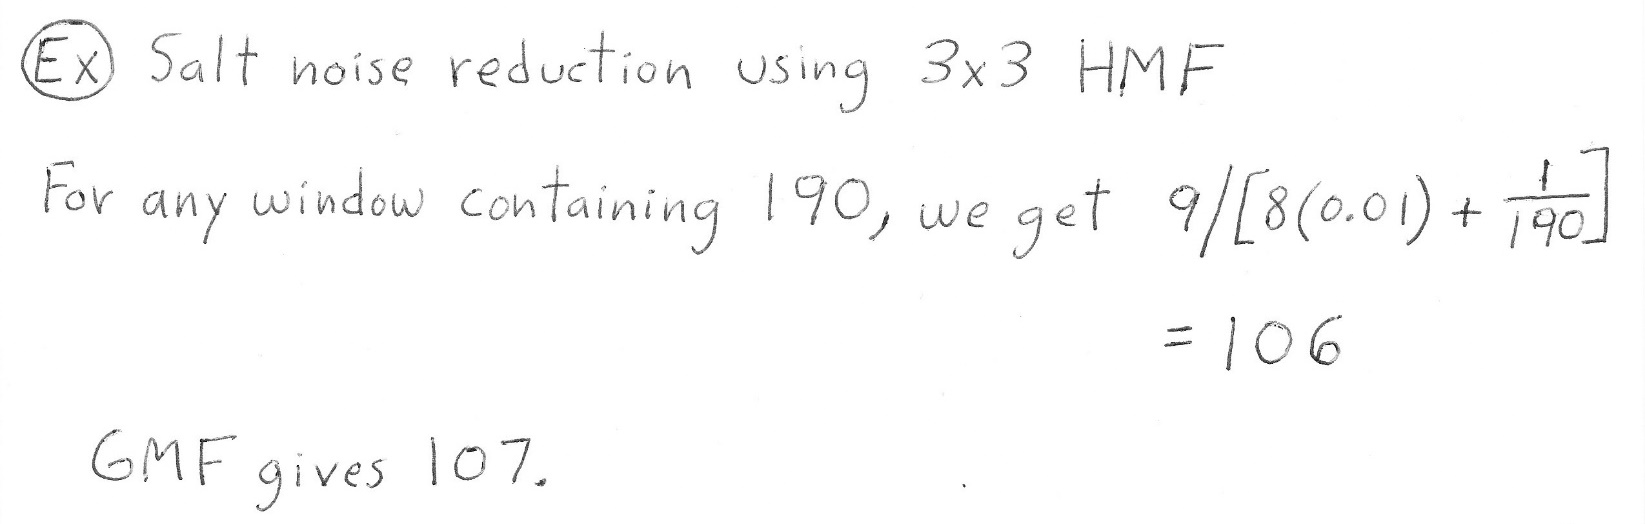 Ex Salt noise reduction using 3x3 HMF
For any window containing 190, we get 9/[8(0.01) + 1/190]
= 106
GMF gives 107.